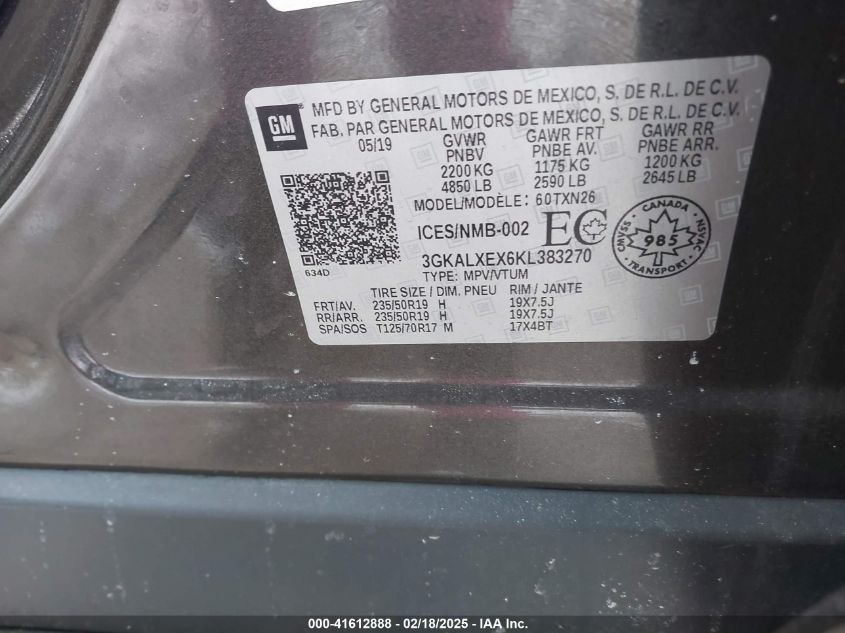 GM
MFD BY GENERAL MOTORS DE MEXICO, S. DE R.L. DE C.V.
FAB. PAR GENERAL MOTORS DE MEXICO, S. DE R.L. DE C.V.
05/19 GVWR GAWR FRT GAWR RR
PNBV PNBE AV. PNBE ARR.
2200 KG 1175 KG 1200 KG
4850 LB 2590 LB 2645 LB
MODEL/MODÈLE: 60TXN26
ICES/NMB-002 EC
CANADA
CMVSS 985 NSVAC
3GKALXEX6KL383270
634D
TYPE: MPV/VTUM
TIRE SIZE / DIM. PNEU RIM / JANTE
FRT/AV. 235/50R19 H 19X7.5J
RR/ARR. 235/50R19 H 19X7.5J
SPA/SOS T125/70R17 M 17X4BT
000-41612888 - 02/18/2025 - IAA Inc.